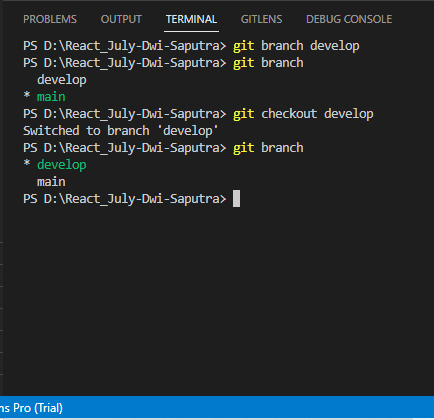 PROBLEMS OUTPUT TERMINAL GITLENS DEBUG CONSOLE
PS D:\React_July-Dwi-Saputra> git branch develop
PS D:\React_July-Dwi-Saputra> git branch
  develop
* main
PS D:\React_July-Dwi-Saputra> git checkout develop
Switched to branch 'develop'
PS D:\React_July-Dwi-Saputra> git branch
* develop
  main
PS D:\React_July-Dwi-Saputra>
ns Pro (Trial)